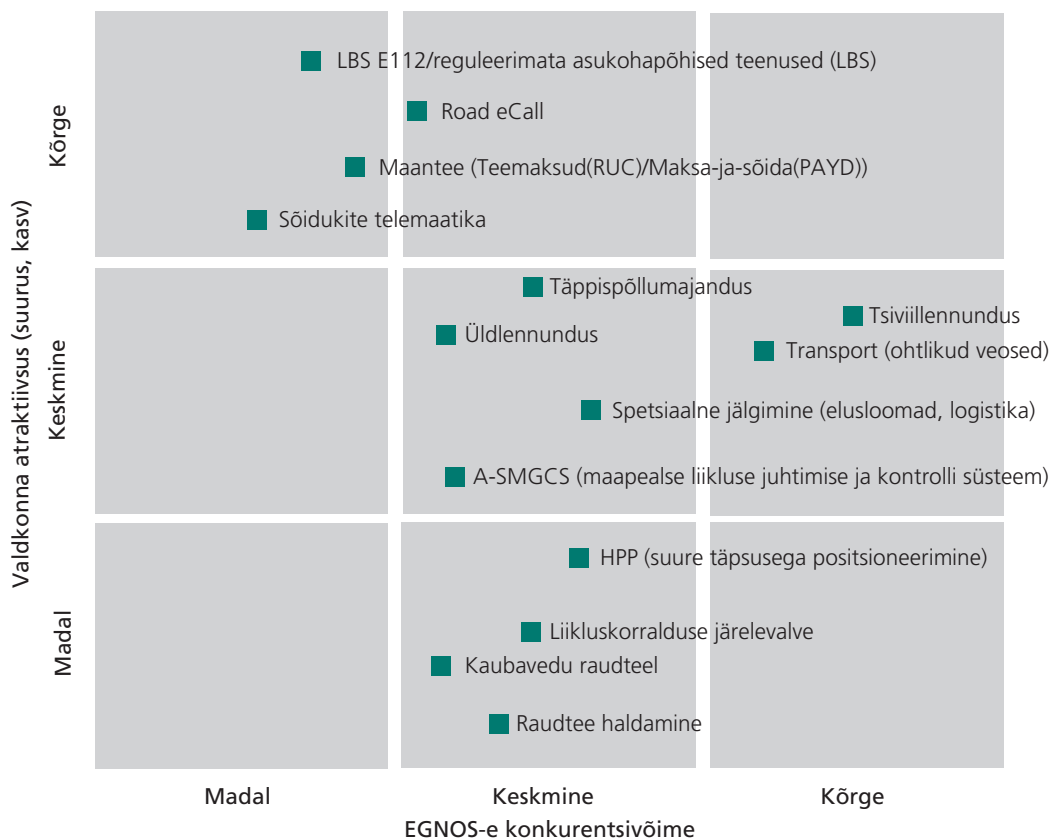 Valdkonna atraktiivsus (suurus, kasv)
Kõrge
LBS E112/reguleerimata asukohapõhised teenused (LBS)
Road eCall
Maantee (Teemaksud(RUC)/Maksa-ja-sõida(PAYD))
Sõidukite telemaatika
Keskmine
Täppispõllumajandus
Tsiviillennundus
Üldlennundus
Transport (ohtlikud veosed)
Spetsiaalne jälgimine (elusloomad, logistika)
A-SMGCS (maapealse liikluse juhtimise ja kontrolli süsteem)
Madal
HPP (suure täpsusega positsioneerimine)
Liikluskorralduse järelevalve
Kaubavedu raudteel
Raudtee haldamine
Madal
Keskmine
Kõrge
EGNOS-e konkurentsivõime